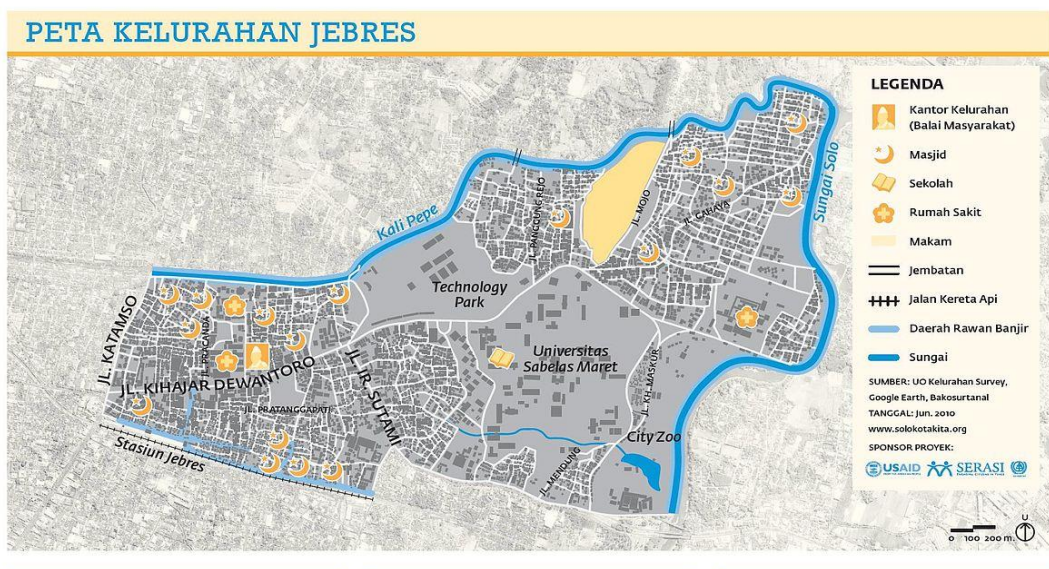 PETA KELURAHAN JEBRES
LEGENDA
Kantor Kelurahan
(Balai Masyarakat)
Masjid
Sekolah
Rumah Sakit
Makam
Jembatan
Jalan Kereta Api
Daerah Rawan Banjir
Sungai
SUMBER: UO Kelurahan Survey,
Google Earth, Bakosurtanal
TANGGAL: Jun. 2010
www.solokotakita.org
SPONSOR PROYEK:
USAID
SERASI
U
0 100 200 m.
Sungai Solo
Kali Pepe
JL. PANGGUNG REJO
JL. MOJO
JL. CAHAYA
Technology
Park
JL. KATAMSO
JL. KIHAJAR DEWANTORO
JL. IR. SUTAMI
Universitas
Sabelas Maret
JL. KH. MASKUR
JL. PRATANGGAPATI
Stasiun Jebres
City Zoo
JL. MENDUNG